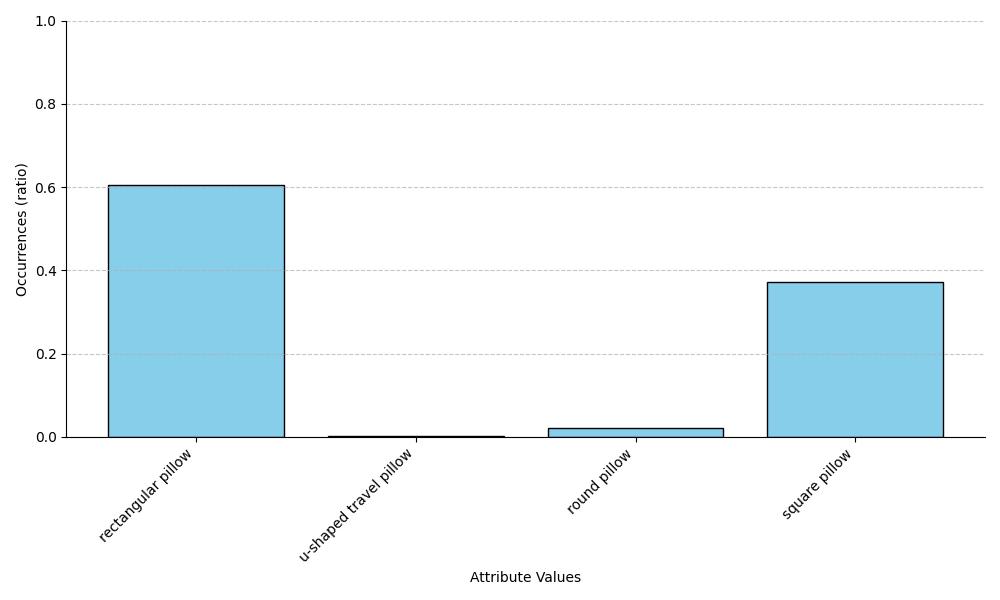 1.0
0.8
0.6
0.4
0.2
0.0
Occurrences (ratio)
rectangular pillow
u-shaped travel pillow
round pillow
square pillow
Attribute Values